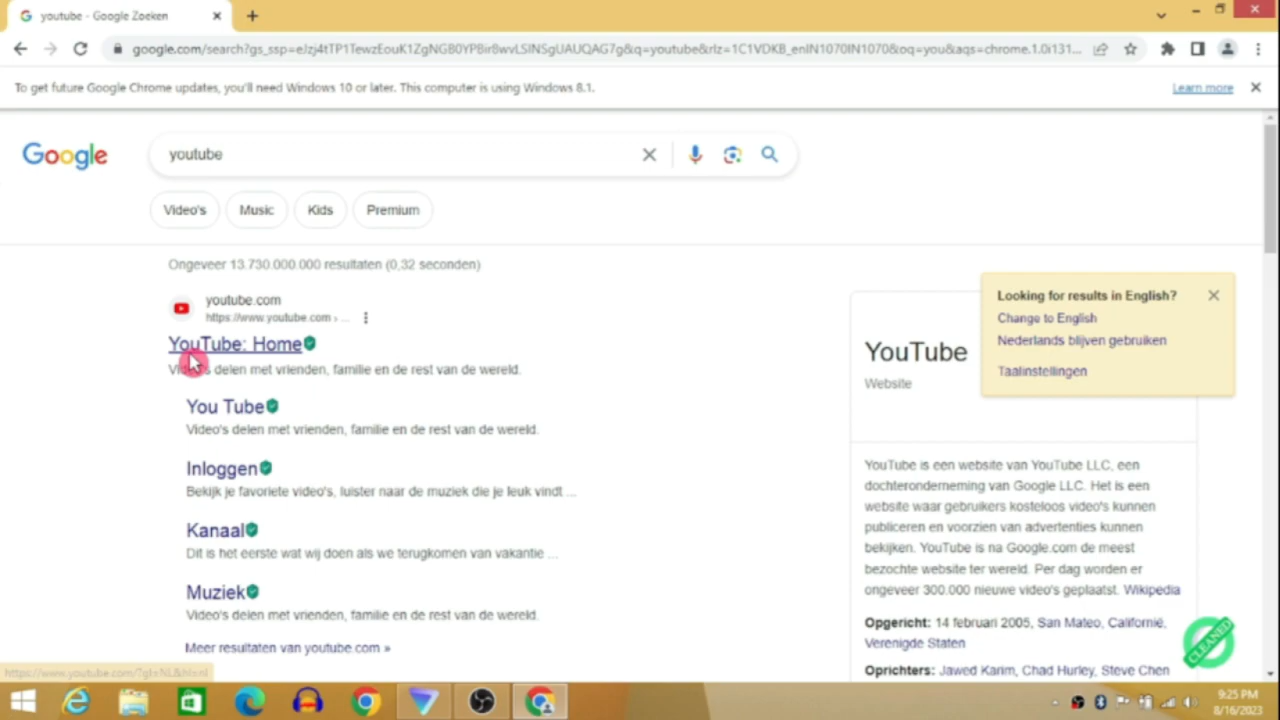 youtube - Google Zoeken
google.com/search?gs_ssp=eJzj4tTP1TewzEouK1ZgNGB0YPBir8wvLSINSgUAUQAG7g&q=youtube&rlz=1C1VDKB_enIN1070IN1070&oq=you&aqs=chrome.1.0i131...
To get future Google Chrome updates, you'll need Windows 10 or later. This computer is using Windows 8.1.
Learn more
Google
youtube
Video's
Music
Kids
Premium
Ongeveer 13.730.000.000 resultaten (0,32 seconden)
youtube.com
https://www.youtube.com › ...
YouTube: Home
Video's delen met vrienden, familie en de rest van de wereld.
You Tube
Video's delen met vrienden, familie en de rest van de wereld.
Inloggen
Bekijk je favoriete video's, luister naar de muziek die je leuk vindt ...
Kanaal
Dit is het eerste wat wij doen als we terugkomen van vakantie ...
Muziek
Video's delen met vrienden, familie en de rest van de wereld.
Meer resultaten van youtube.com »
Looking for results in English?
Change to English
Nederlands blijven gebruiken
Taalinstellingen
YouTube
Website
YouTube is een website van YouTube LLC, een
dochteronderneming van Google LLC. Het is een
website waar gebruikers kosteloos video's kunnen
publiceren en voorzien van advertenties kunnen
bekijken. YouTube is na Google.com de meest
bezochte website ter wereld. Per dag worden er
ongeveer 300.000 nieuwe video's geplaatst. Wikipedia
Opgericht: 14 februari 2005, San Mateo, Californië,
Verenigde Staten
Oprichters: Jawed Karim, Chad Hurley, Steve Chen
CLEANED
https://www.youtube.com/?gl=NL&hl=nl
9:25 PM
8/16/2023